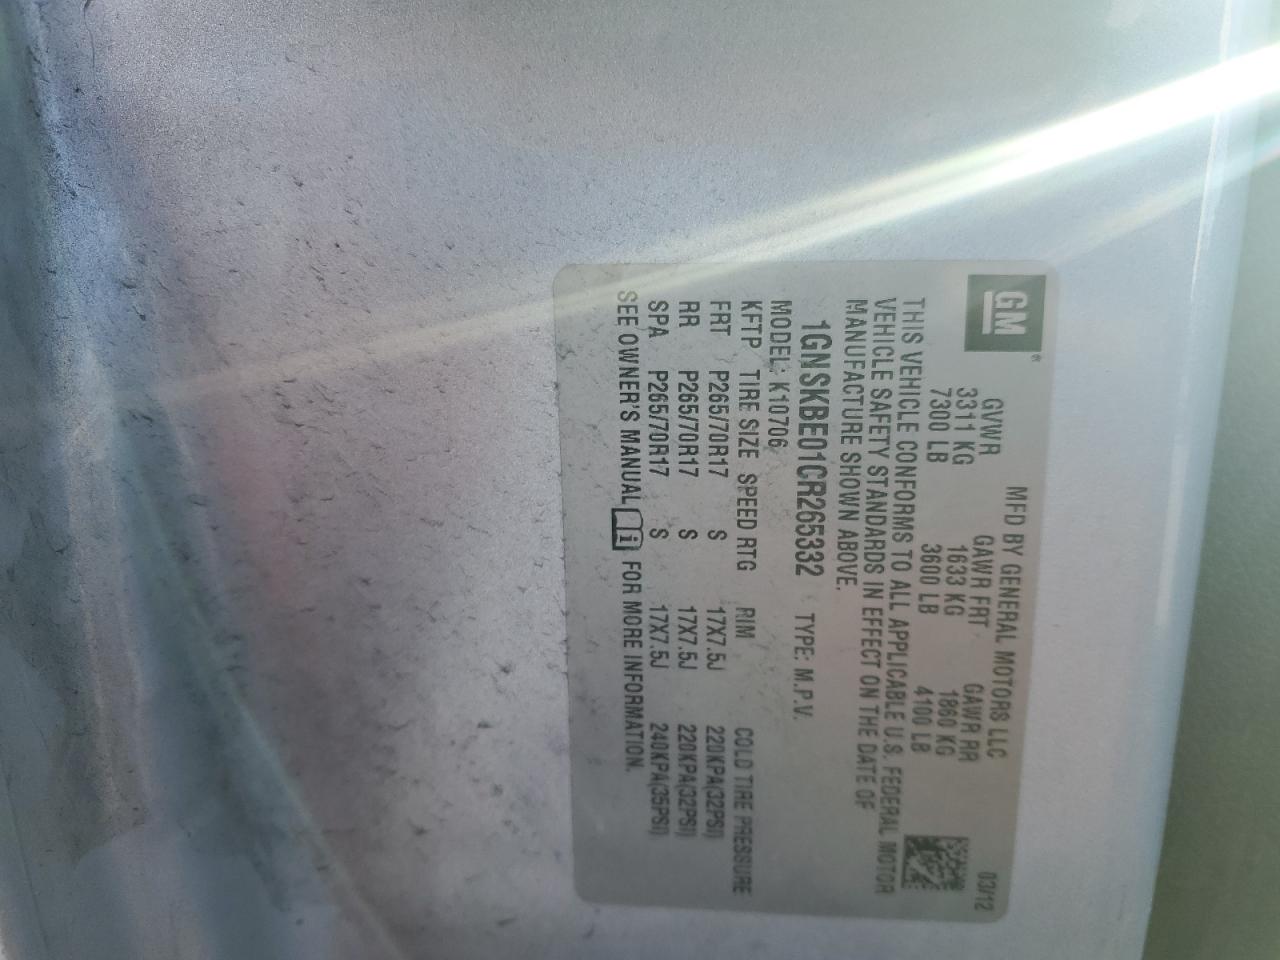 GM
MFD BY GENERAL MOTORS LLC 03/12
GVWR GAWR FRT GAWR RR
3311 KG 1633 KG 1860 KG
7300 LB 3600 LB 4100 LB
THIS VEHICLE CONFORMS TO ALL APPLICABLE U.S. FEDERAL MOTOR
VEHICLE SAFETY STANDARDS IN EFFECT ON THE DATE OF
MANUFACTURE SHOWN ABOVE.
1GNSKBE01CR265332 TYPE: M.P.V.
MODEL: K10706
KFTP TIRE SIZE SPEED RTG RIM COLD TIRE PRESSURE
FRT P265/70R17 S 17X7.5J 220KPA(32PSI)
RR P265/70R17 S 17X7.5J 220KPA(32PSI)
SPA P265/70R17 S 17X7.5J 240KPA(35PSI)
SEE OWNER'S MANUAL FOR MORE INFORMATION.